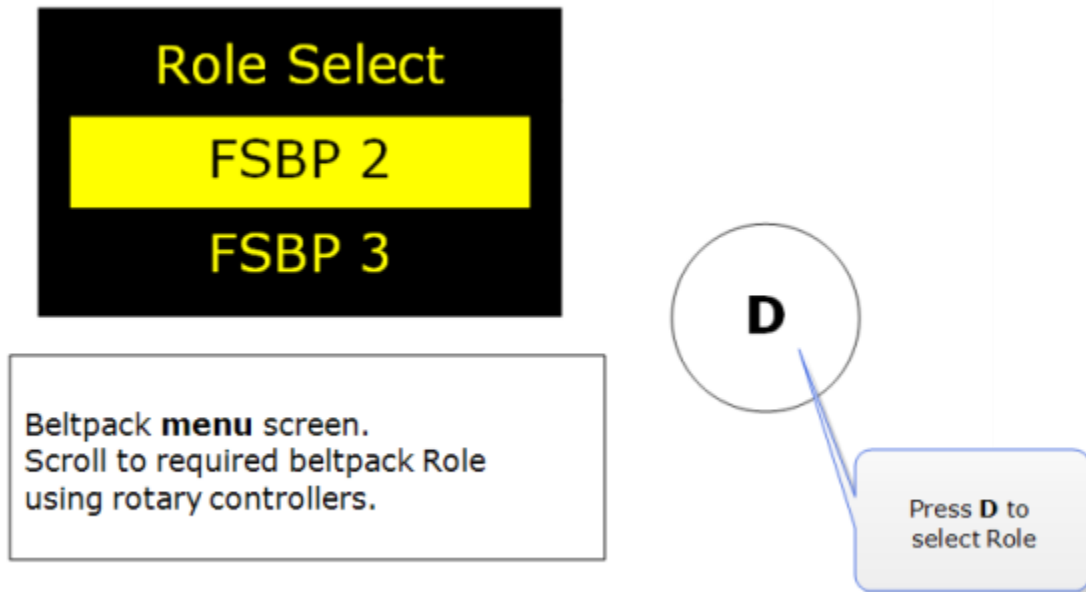 Role Select
FSBP 2
FSBP 3
D
Beltpack menu screen.
Scroll to required beltpack Role
using rotary controllers.
Press D to
select Role